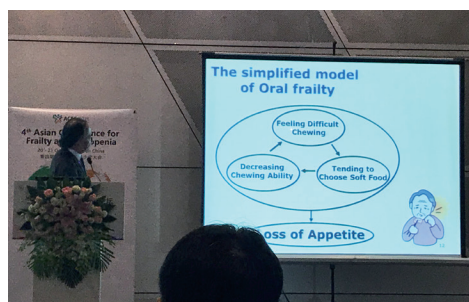 The simplified model
of Oral frailty
Feeling Difficult
Chewing
Decreasing
Chewing Ability
Tending to
Choose Soft Food
Loss of Appetite
4th Asian Conference for
Frailty and Sarcopenia